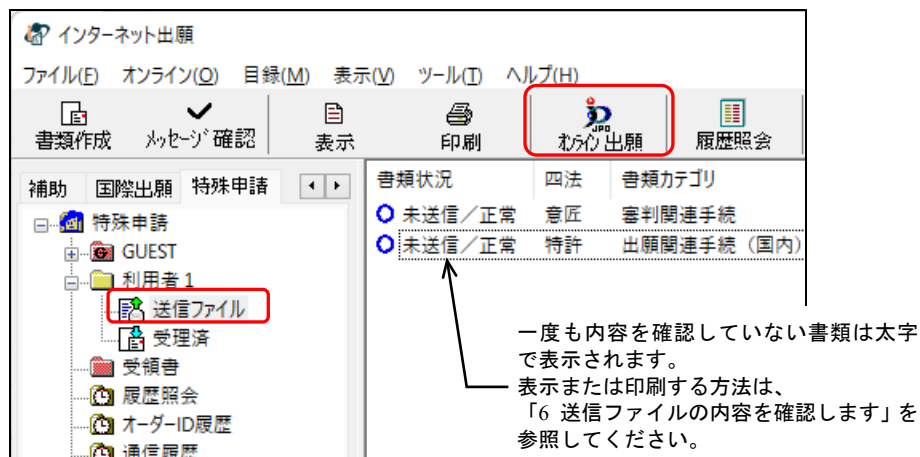 インターネット出願
ファイル(F) オンライン(O) 目録(M) 表示(V) ツール(T) ヘルプ(H)
書類作成 メッセージ確認 表示 印刷 JPO オンライン出願 履歴照会
補助 国際出願 特殊申請
書類状況 四法 書類カテゴリ
未送信／正常 意匠 審判関連手続
未送信／正常 特許 出願関連手続（国内）
特殊申請
GUEST
利用者１
送信ファイル
受理済
受領書
履歴照会
オーダーID履歴
通信履歴
一度も内容を確認していない書類は太字
で表示されます。
表示または印刷する方法は、
「6 送信ファイルの内容を確認します」を
参照してください。